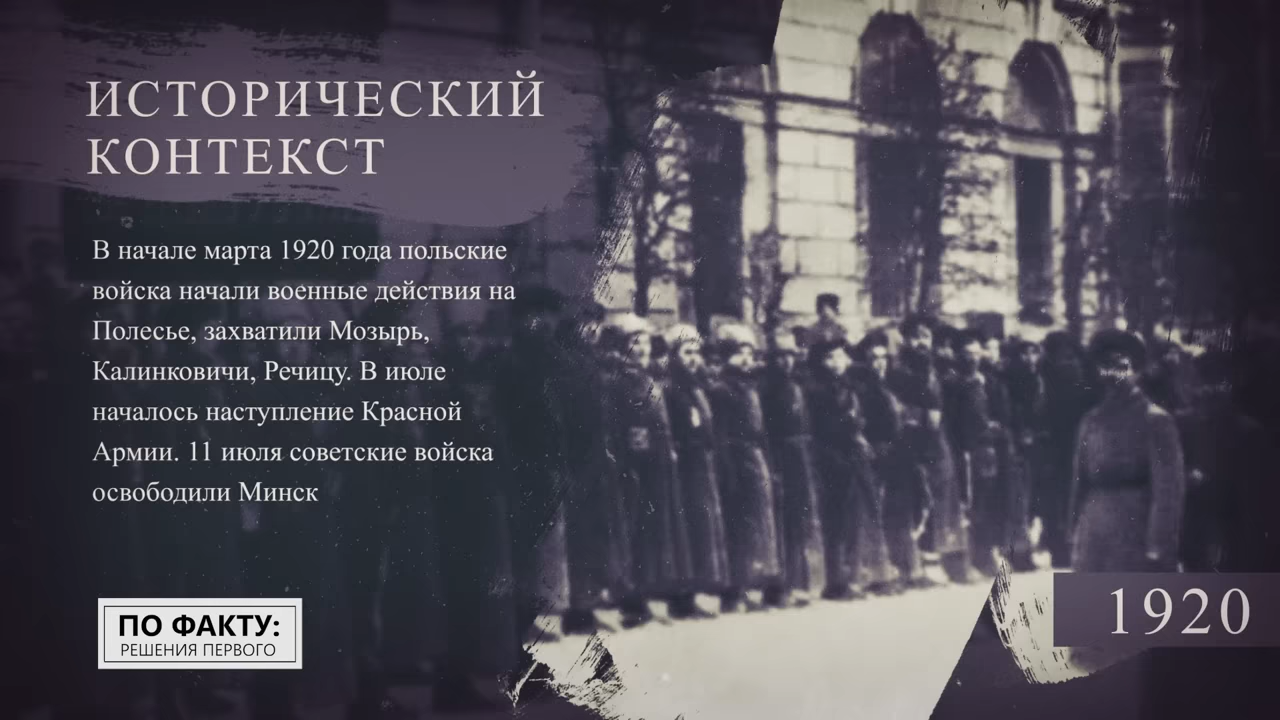 ИСТОРИЧЕСКИЙ
КОНТЕКСТ
В начале марта 1920 года польские
войска начали военные действия на
Полесье, захватили Мозырь,
Калинковичи, Речицу. В июле
началось наступление Красной
Армии. 11 июля советские войска
освободили Минск
ПО ФАКТУ:
РЕШЕНИЯ ПЕРВОГО
1920